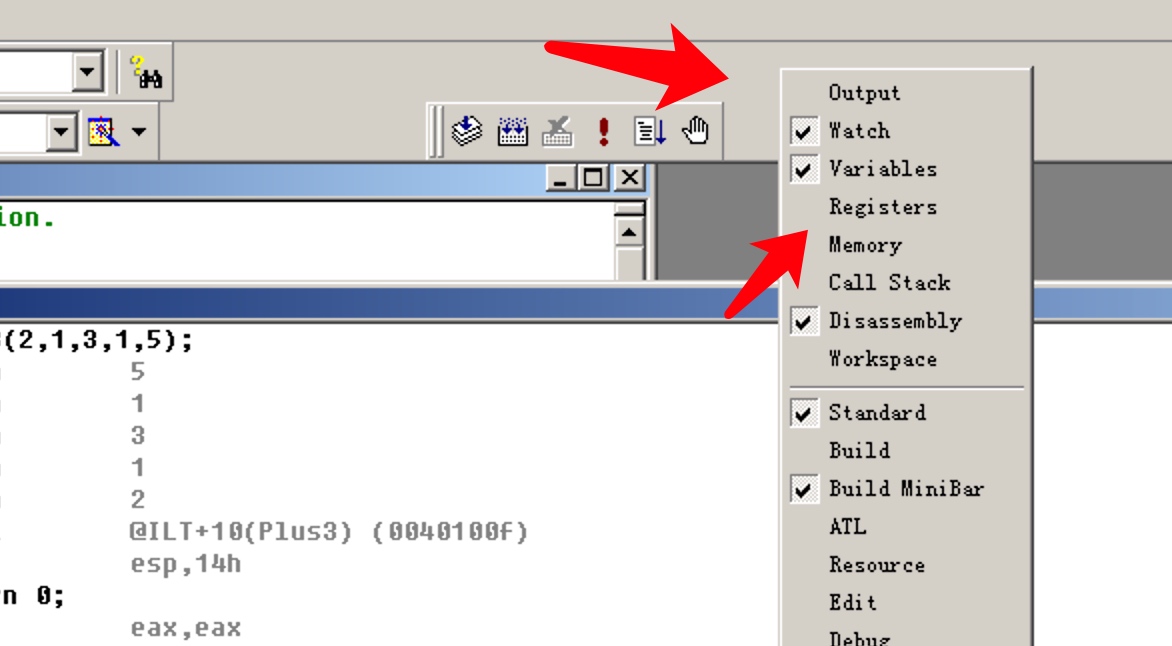 Output
Watch
Variables
ion.
Registers
Memory
Call Stack
Disassembly
(2,1,3,1,5);
Workspace
5
1
Standard
3
Build
1
Build MiniBar
2
ATL
@ILT+10(Plus3) (0040100f)
esp,14h
Resource
n 0;
Edit
eax,eax
Debug